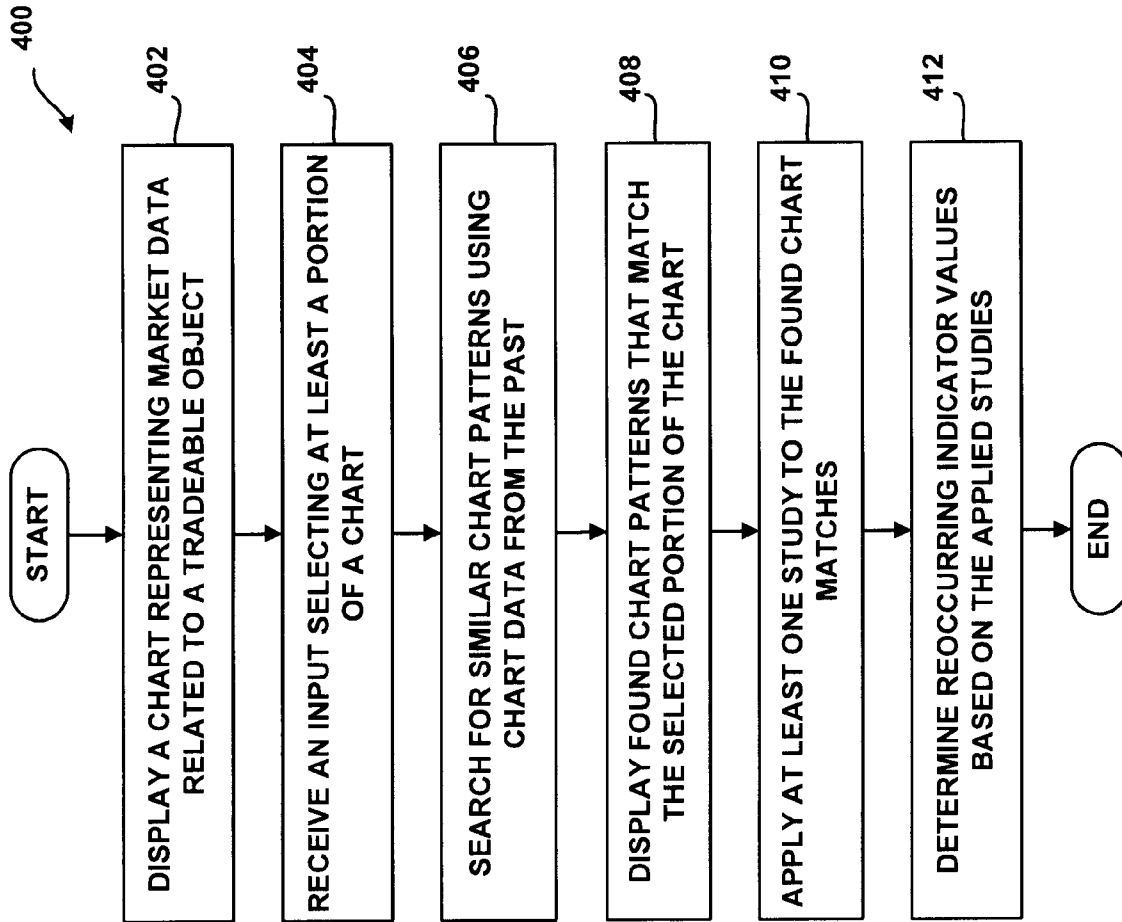 400
START
402
DISPLAY A CHART REPRESENTING MARKET DATA
RELATED TO A TRADEABLE OBJECT
404
RECEIVE AN INPUT SELECTING AT LEAST A PORTION
OF A CHART
406
SEARCH FOR SIMILAR CHART PATTERNS USING
CHART DATA FROM THE PAST
408
DISPLAY FOUND CHART PATTERNS THAT MATCH
THE SELECTED PORTION OF THE CHART
410
APPLY AT LEAST ONE STUDY TO THE FOUND CHART
MATCHES
412
DETERMINE REOCCURRING INDICATOR VALUES
BASED ON THE APPLIED STUDIES
END